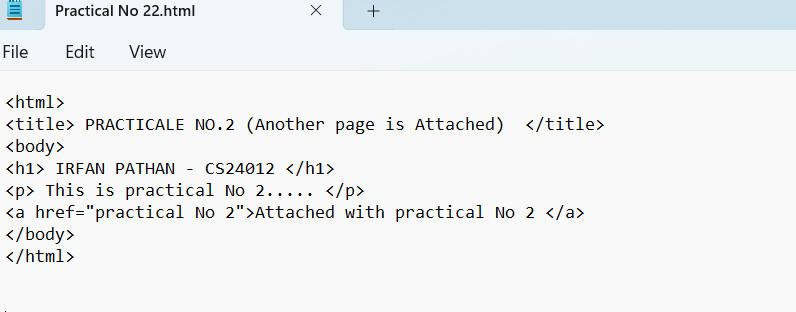 Practical No 22.html
File Edit View
<html>
<title> PRACTICALE NO.2 (Another page is Attached)  </title>
<body>
<h1> IRFAN PATHAN - CS24012 </h1>
<p> This is practical No 2..... </p>
<a href="practical No 2">Attached with practical No 2 </a>
</body>
</html>